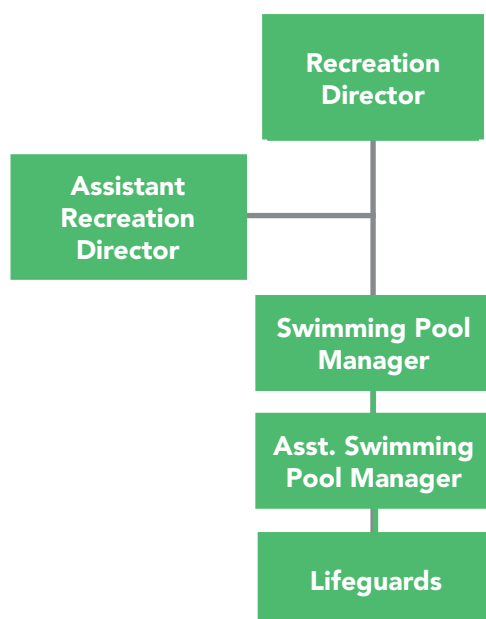 Recreation
Director
Assistant
Recreation
Director
Swimming Pool
Manager
Asst. Swimming
Pool Manager
Lifeguards